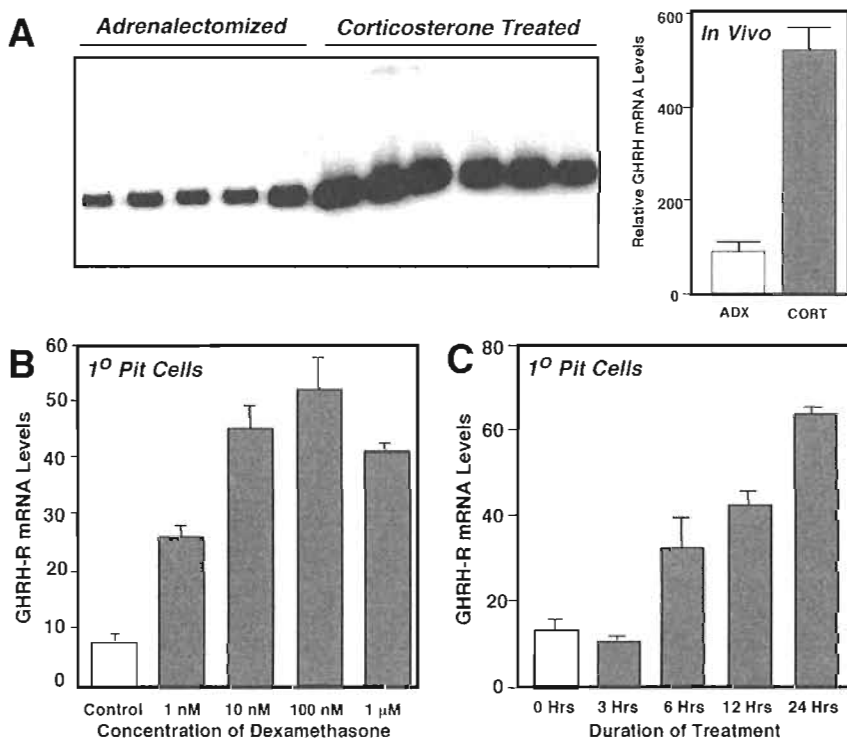 A
Adrenalectomized Corticosterone Treated
In Vivo
Relative GHRH mRNA Levels
600
400
200
0
ADX CORT
B
1º Pit Cells
GHRH-R mRNA Levels
60
50
40
30
20
10
0
Control 1 nM 10 nM 100 nM 1 µM
Concentration of Dexamethasone
C
1º Pit Cells
GHRH-R mRNA Levels
80
60
40
20
0
0 Hrs 3 Hrs 6 Hrs 12 Hrs 24 Hrs
Duration of Treatment